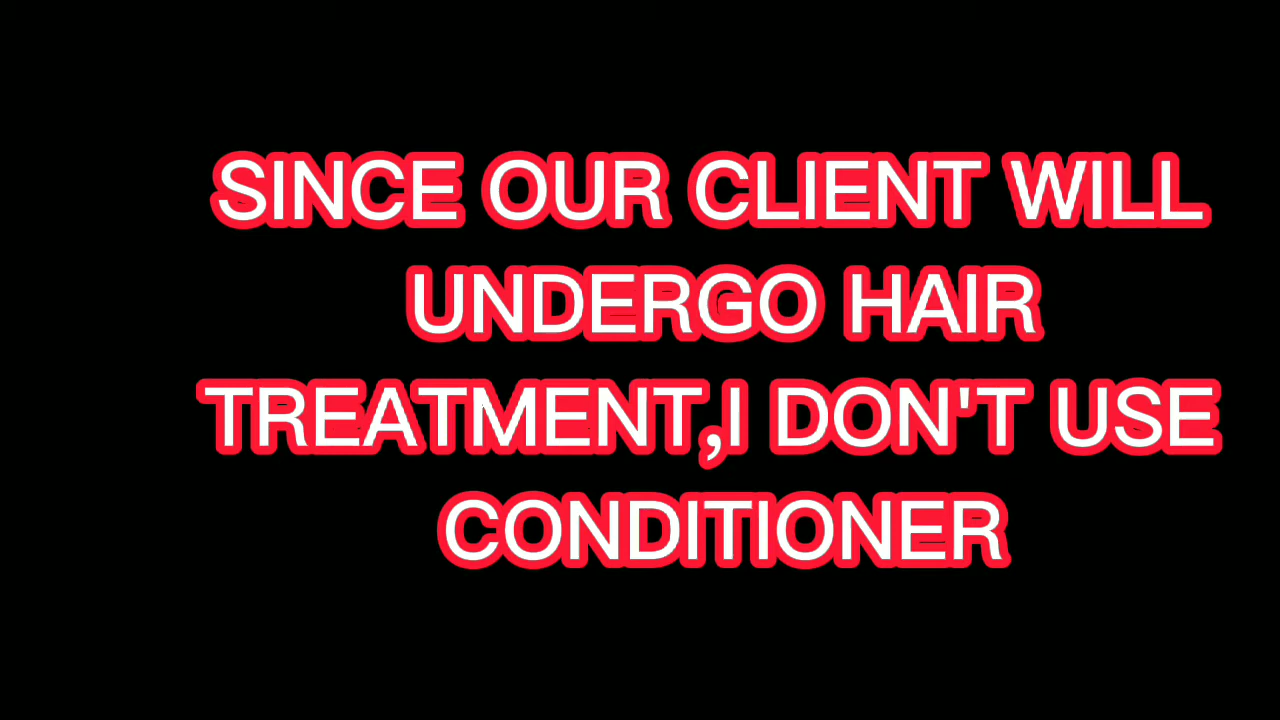 SINCE OUR CLIENT WILL
UNDERGO HAIR
TREATMENT,I DON'T USE
CONDITIONER